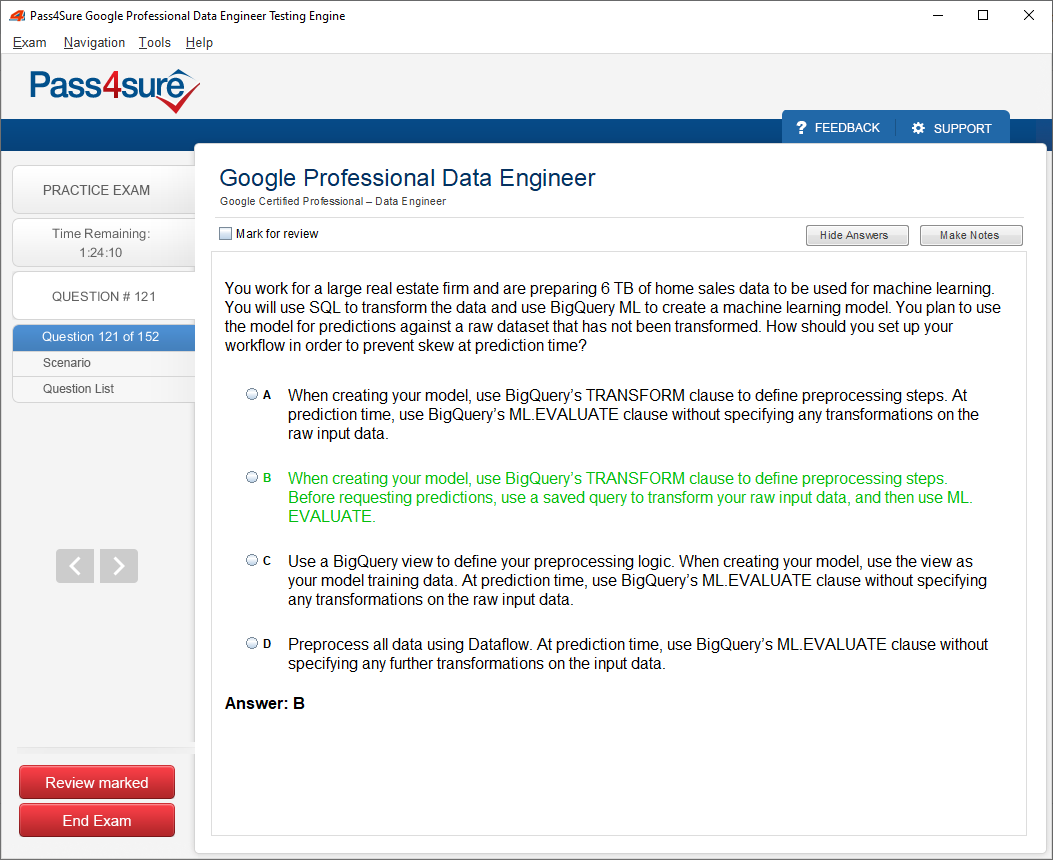 Pass4Sure Google Professional Data Engineer Testing Engine
Exam Navigation Tools Help
Pass4sure
? FEEDBACK SUPPORT
PRACTICE EXAM
Time Remaining:
1:24:10
QUESTION # 121
Question 121 of 152
Scenario
Question List
Review marked
End Exam
Google Professional Data Engineer
Google Certified Professional – Data Engineer
Mark for review
Hide Answers Make Notes
You work for a large real estate firm and are preparing 6 TB of home sales data to be used for machine learning.
You will use SQL to transform the data and use BigQuery ML to create a machine learning model. You plan to use
the model for predictions against a raw dataset that has not been transformed. How should you set up your
workflow in order to prevent skew at prediction time?
A When creating your model, use BigQuery’s TRANSFORM clause to define preprocessing steps. At
prediction time, use BigQuery’s ML.EVALUATE clause without specifying any transformations on the
raw input data.
B When creating your model, use BigQuery’s TRANSFORM clause to define preprocessing steps.
Before requesting predictions, use a saved query to transform your raw input data, and then use ML.
EVALUATE.
C Use a BigQuery view to define your preprocessing logic. When creating your model, use the view as
your model training data. At prediction time, use BigQuery’s ML.EVALUATE clause without specifying
any transformations on the raw input data.
D Preprocess all data using Dataflow. At prediction time, use BigQuery’s ML.EVALUATE clause without
specifying any further transformations on the input data.
Answer: B